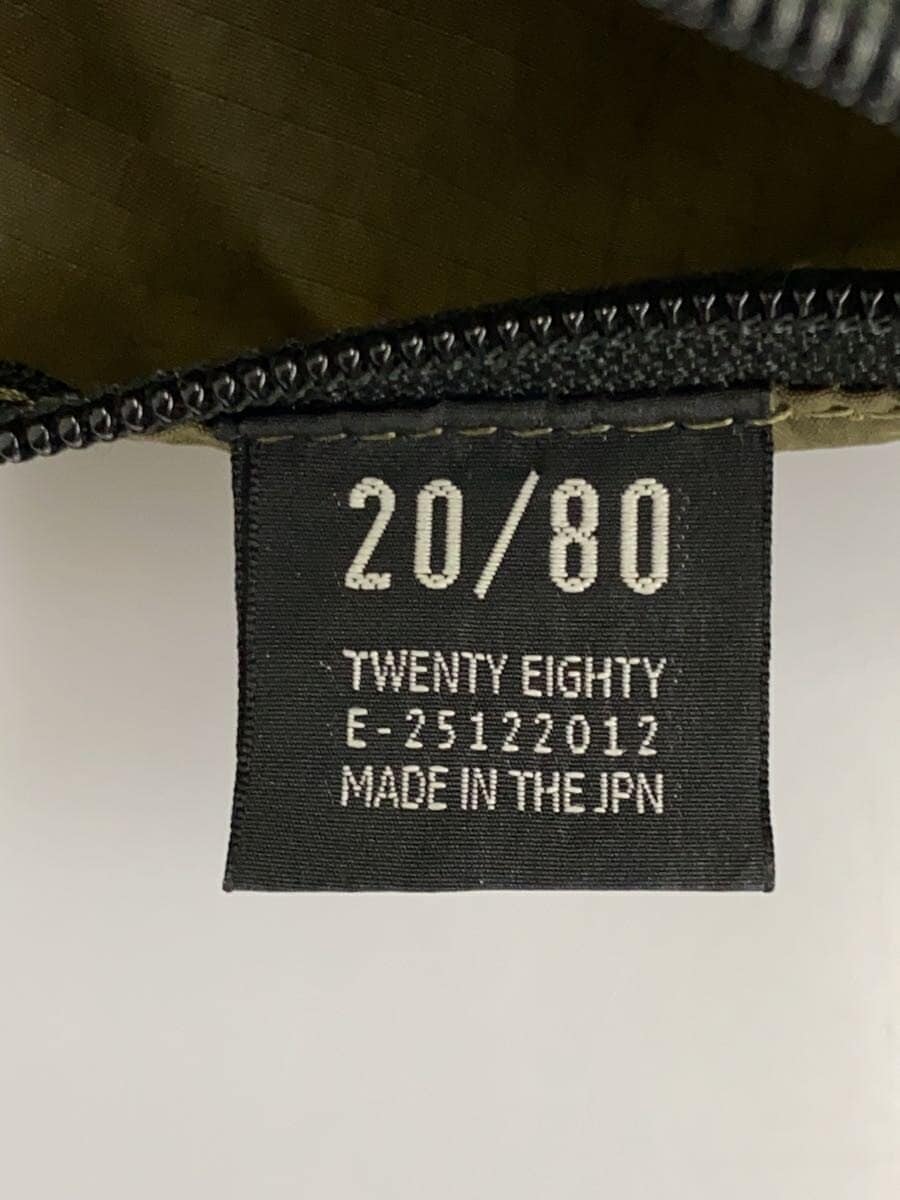 20/80
TWENTY EIGHTY
E-25122012
MADE IN THE JPN